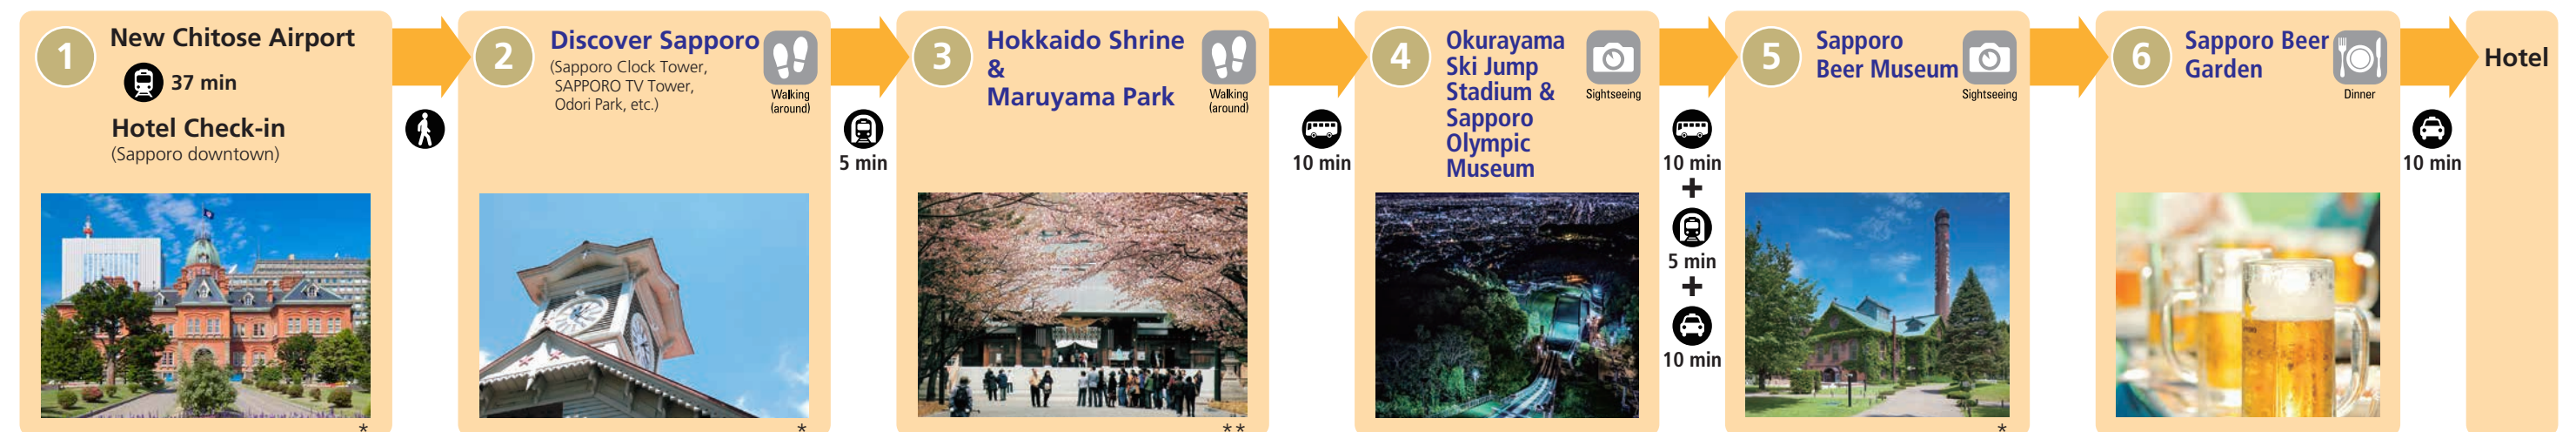 1
New Chitose Airport
37 min
Hotel Check-in
(Sapporo downtown)
*
2
Discover Sapporo
(Sapporo Clock Tower,
SAPPORO TV Tower,
Odori Park, etc.)
Walking
(around)
*
5 min
3
Hokkaido Shrine
&
Maruyama Park
Walking
(around)
**
10 min
4
Okurayama
Ski Jump
Stadium &
Sapporo
Olympic
Museum
Sightseeing
10 min
+
5 min
+
10 min
5
Sapporo
Beer Museum
Sightseeing
*
6
Sapporo Beer
Garden
Dinner
10 min
Hotel